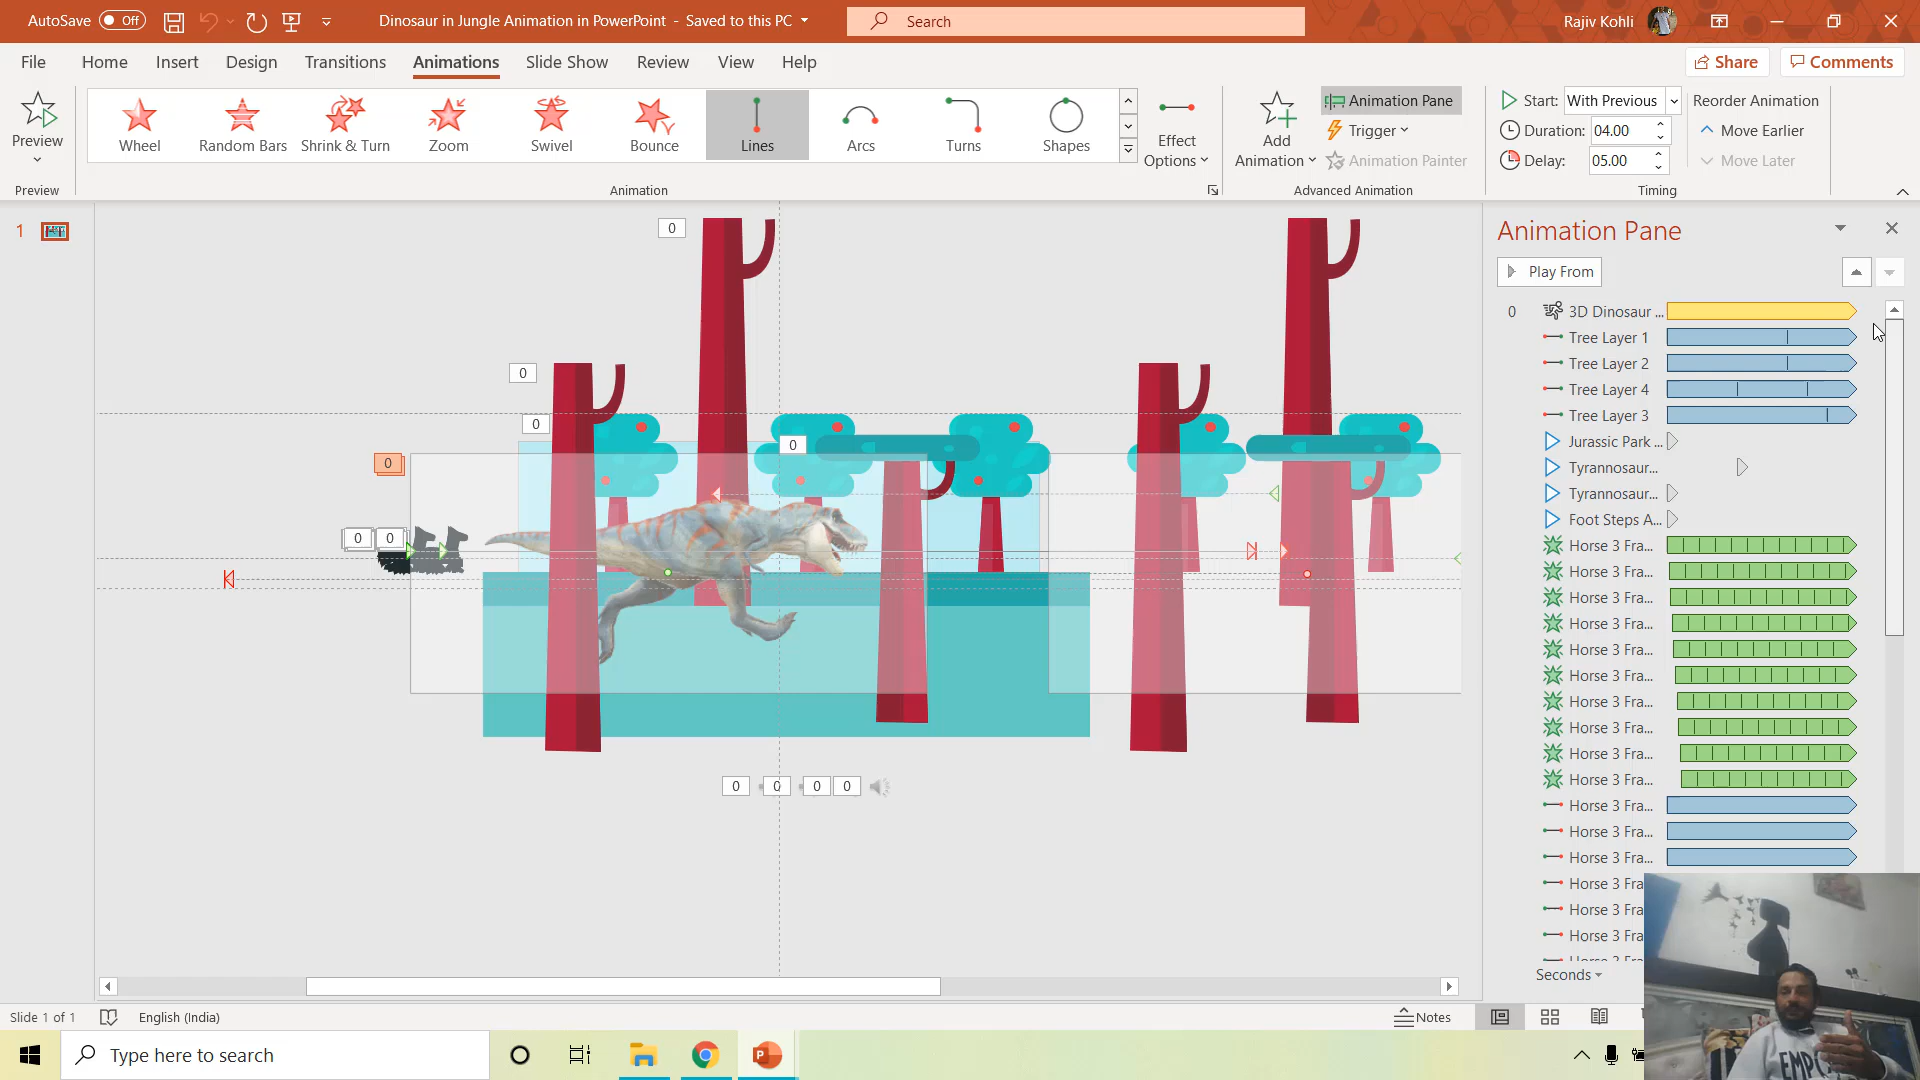 AutoSave Off
Dinosaur in Jungle Animation in PowerPoint - Saved to this PC
Search
Rajiv Kohli
File Home Insert Design Transitions Animations Slide Show Review View Help
Share Comments
Preview
Wheel Random Bars Shrink & Turn Zoom Swivel Bounce Lines Arcs Turns Shapes
Effect Options
Add Animation
Animation Pane
Trigger
Animation Painter
Start: With Previous
Duration: 04.00
Delay: 05.00
Reorder Animation
Move Earlier
Move Later
Preview Animation Advanced Animation Timing
1
0
0
0
0
0
0 0
0 0 0 0
Animation Pane
Play From
0 3D Dinosaur ...
Tree Layer 1
Tree Layer 2
Tree Layer 4
Tree Layer 3
Jurassic Park ...
Tyrannosaur...
Tyrannosaur...
Foot Steps A...
Horse 3 Fra...
Horse 3 Fra...
Horse 3 Fra...
Horse 3 Fra...
Horse 3 Fra...
Horse 3 Fra...
Horse 3 Fra...
Horse 3 Fra...
Horse 3 Fra...
Horse 3 Fra...
Horse 3 Fra...
Horse 3 Fra...
Horse 3 Fra...
Horse 3 Fra
Horse 3 Fra
Horse 3 Fra
Seconds
Slide 1 of 1 English (India) Notes
Type here to search